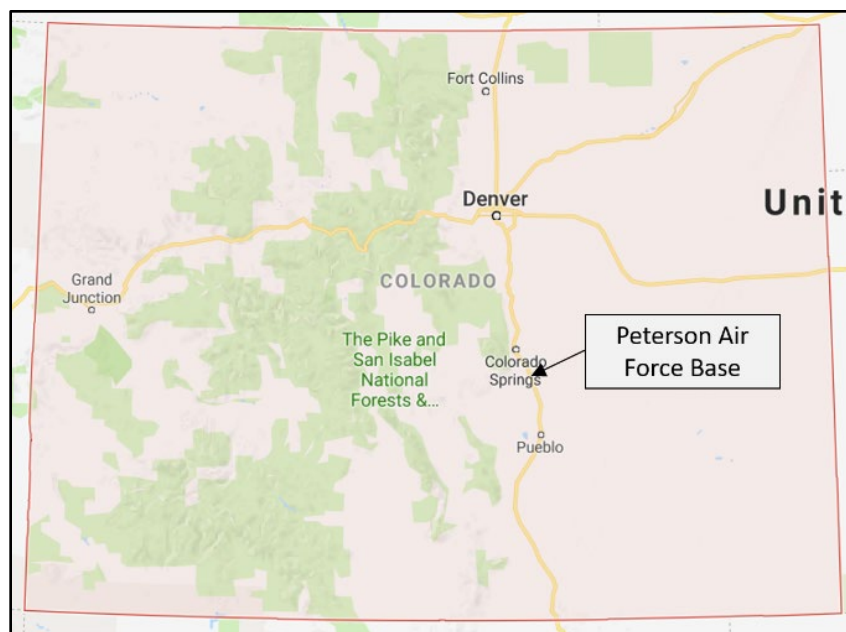 Fort Collins
Denver
Unit
Grand
Junction
COLORADO
The Pike and
San Isabel
National
Forests &...
Colorado
Springs
Peterson Air
Force Base
Pueblo